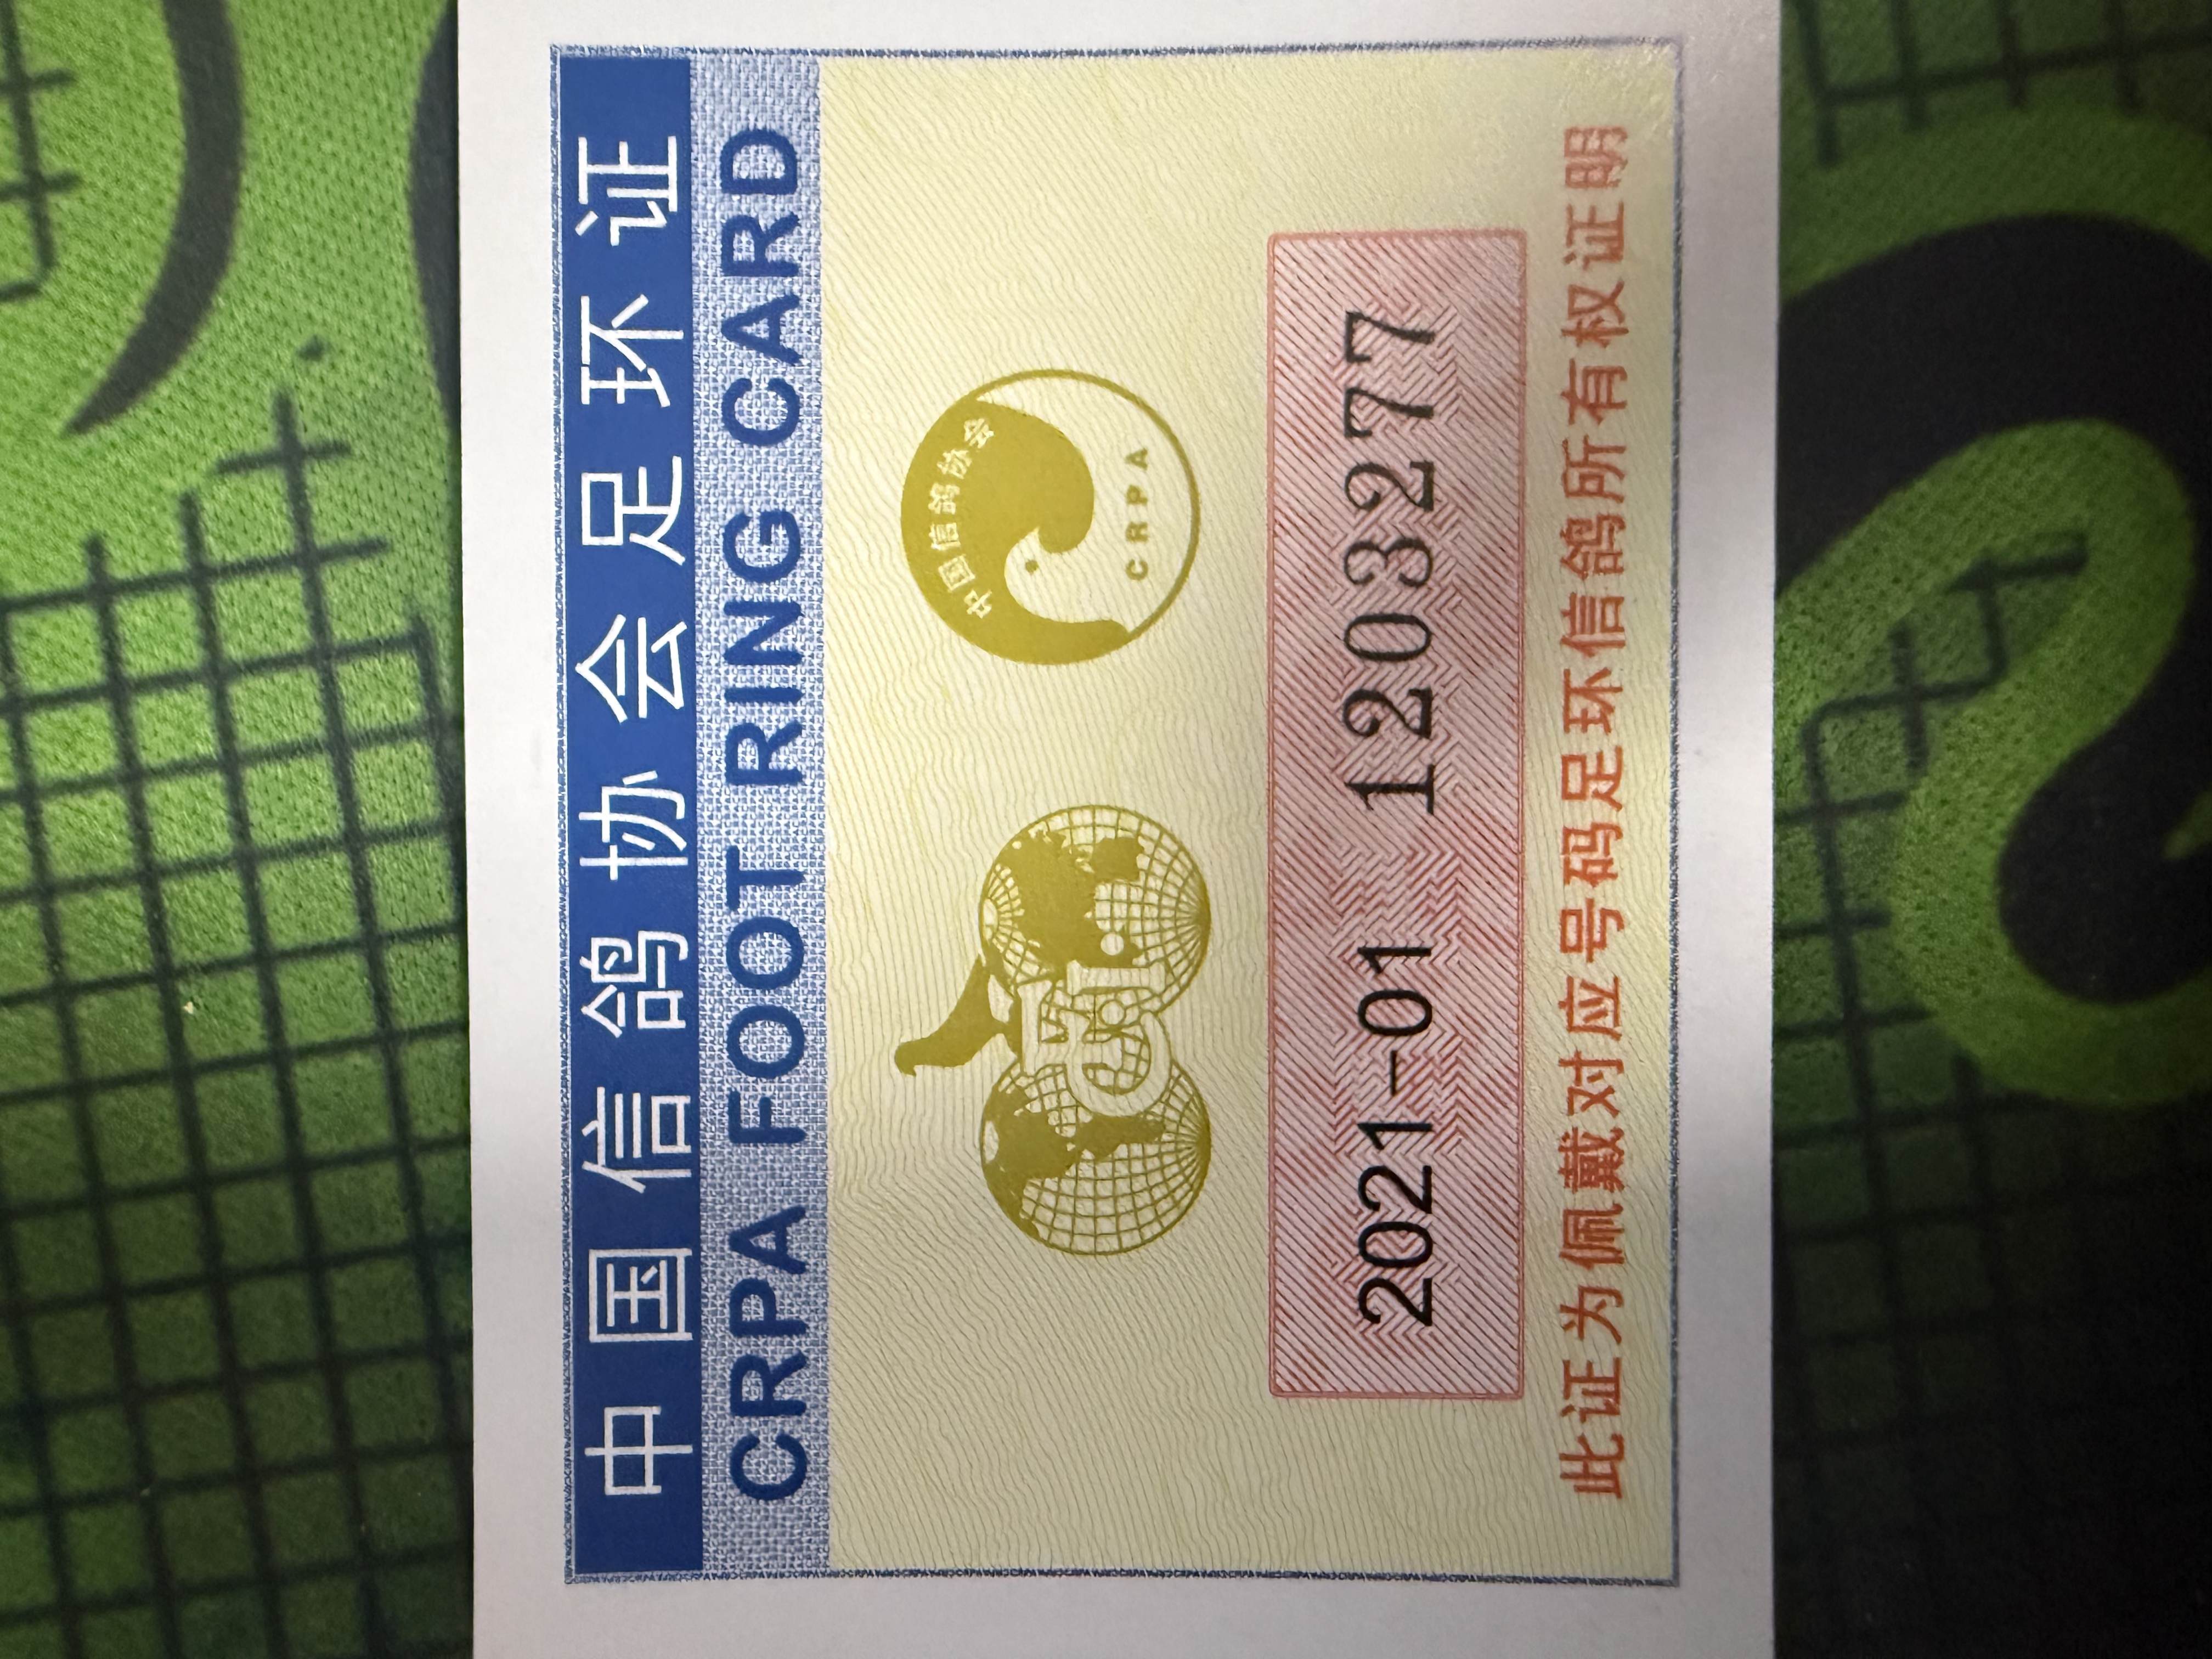 中国信鸽协会足环证
CRPA FOOT RING CARD
FCI
中国信鸽协会
CRPA
2021-01 1203277
此证为佩戴对应号码足环信鸽所有权证明